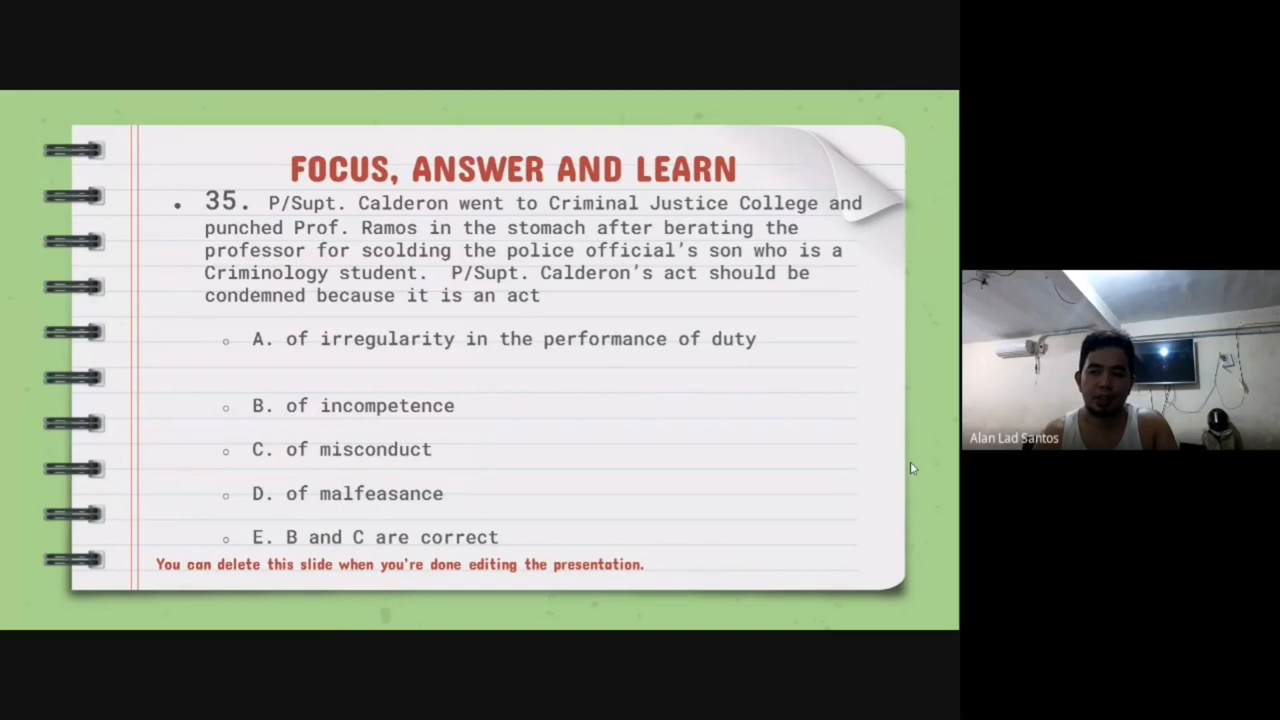 FOCUS, ANSWER AND LEARN
• 35. P/Supt. Calderon went to Criminal Justice College and
punched Prof. Ramos in the stomach after berating the
professor for scolding the police official's son who is a
Criminology student.  P/Supt. Calderon's act should be
condemned because it is an act
○ A. of irregularity in the performance of duty
○ B. of incompetence
○ C. of misconduct
○ D. of malfeasance
○ E. B and C are correct
You can delete this slide when you're done editing the presentation.
Alan Lad Santos